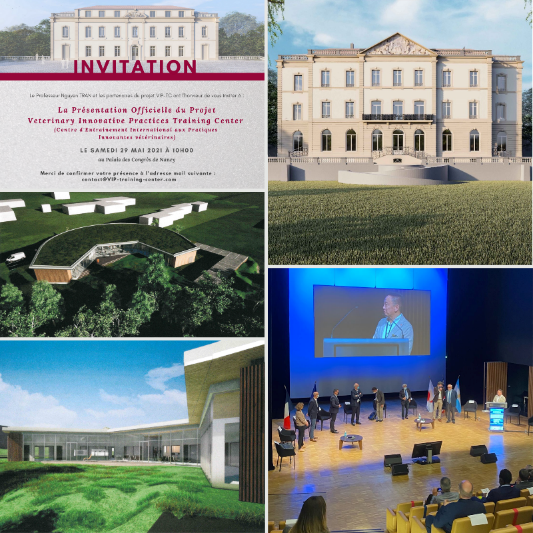 INVITATION
Le Professeur Nguyen TRAN et les partenaires du projet VIP-TC ont l'honneur de vous inviter à :
La Présentation Officielle du Projet
Veterinary Innovative Practices Training Center
(Centre d'Entrainement International aux Pratiques
Innovantes vétérinaires)
LE SAMEDI 29 MAI 2021 À 10H00
au Palais des Congrès de Nancy
Merci de confirmer votre présence à l'adresse mail suivante :
contact@VIP-training-center.com